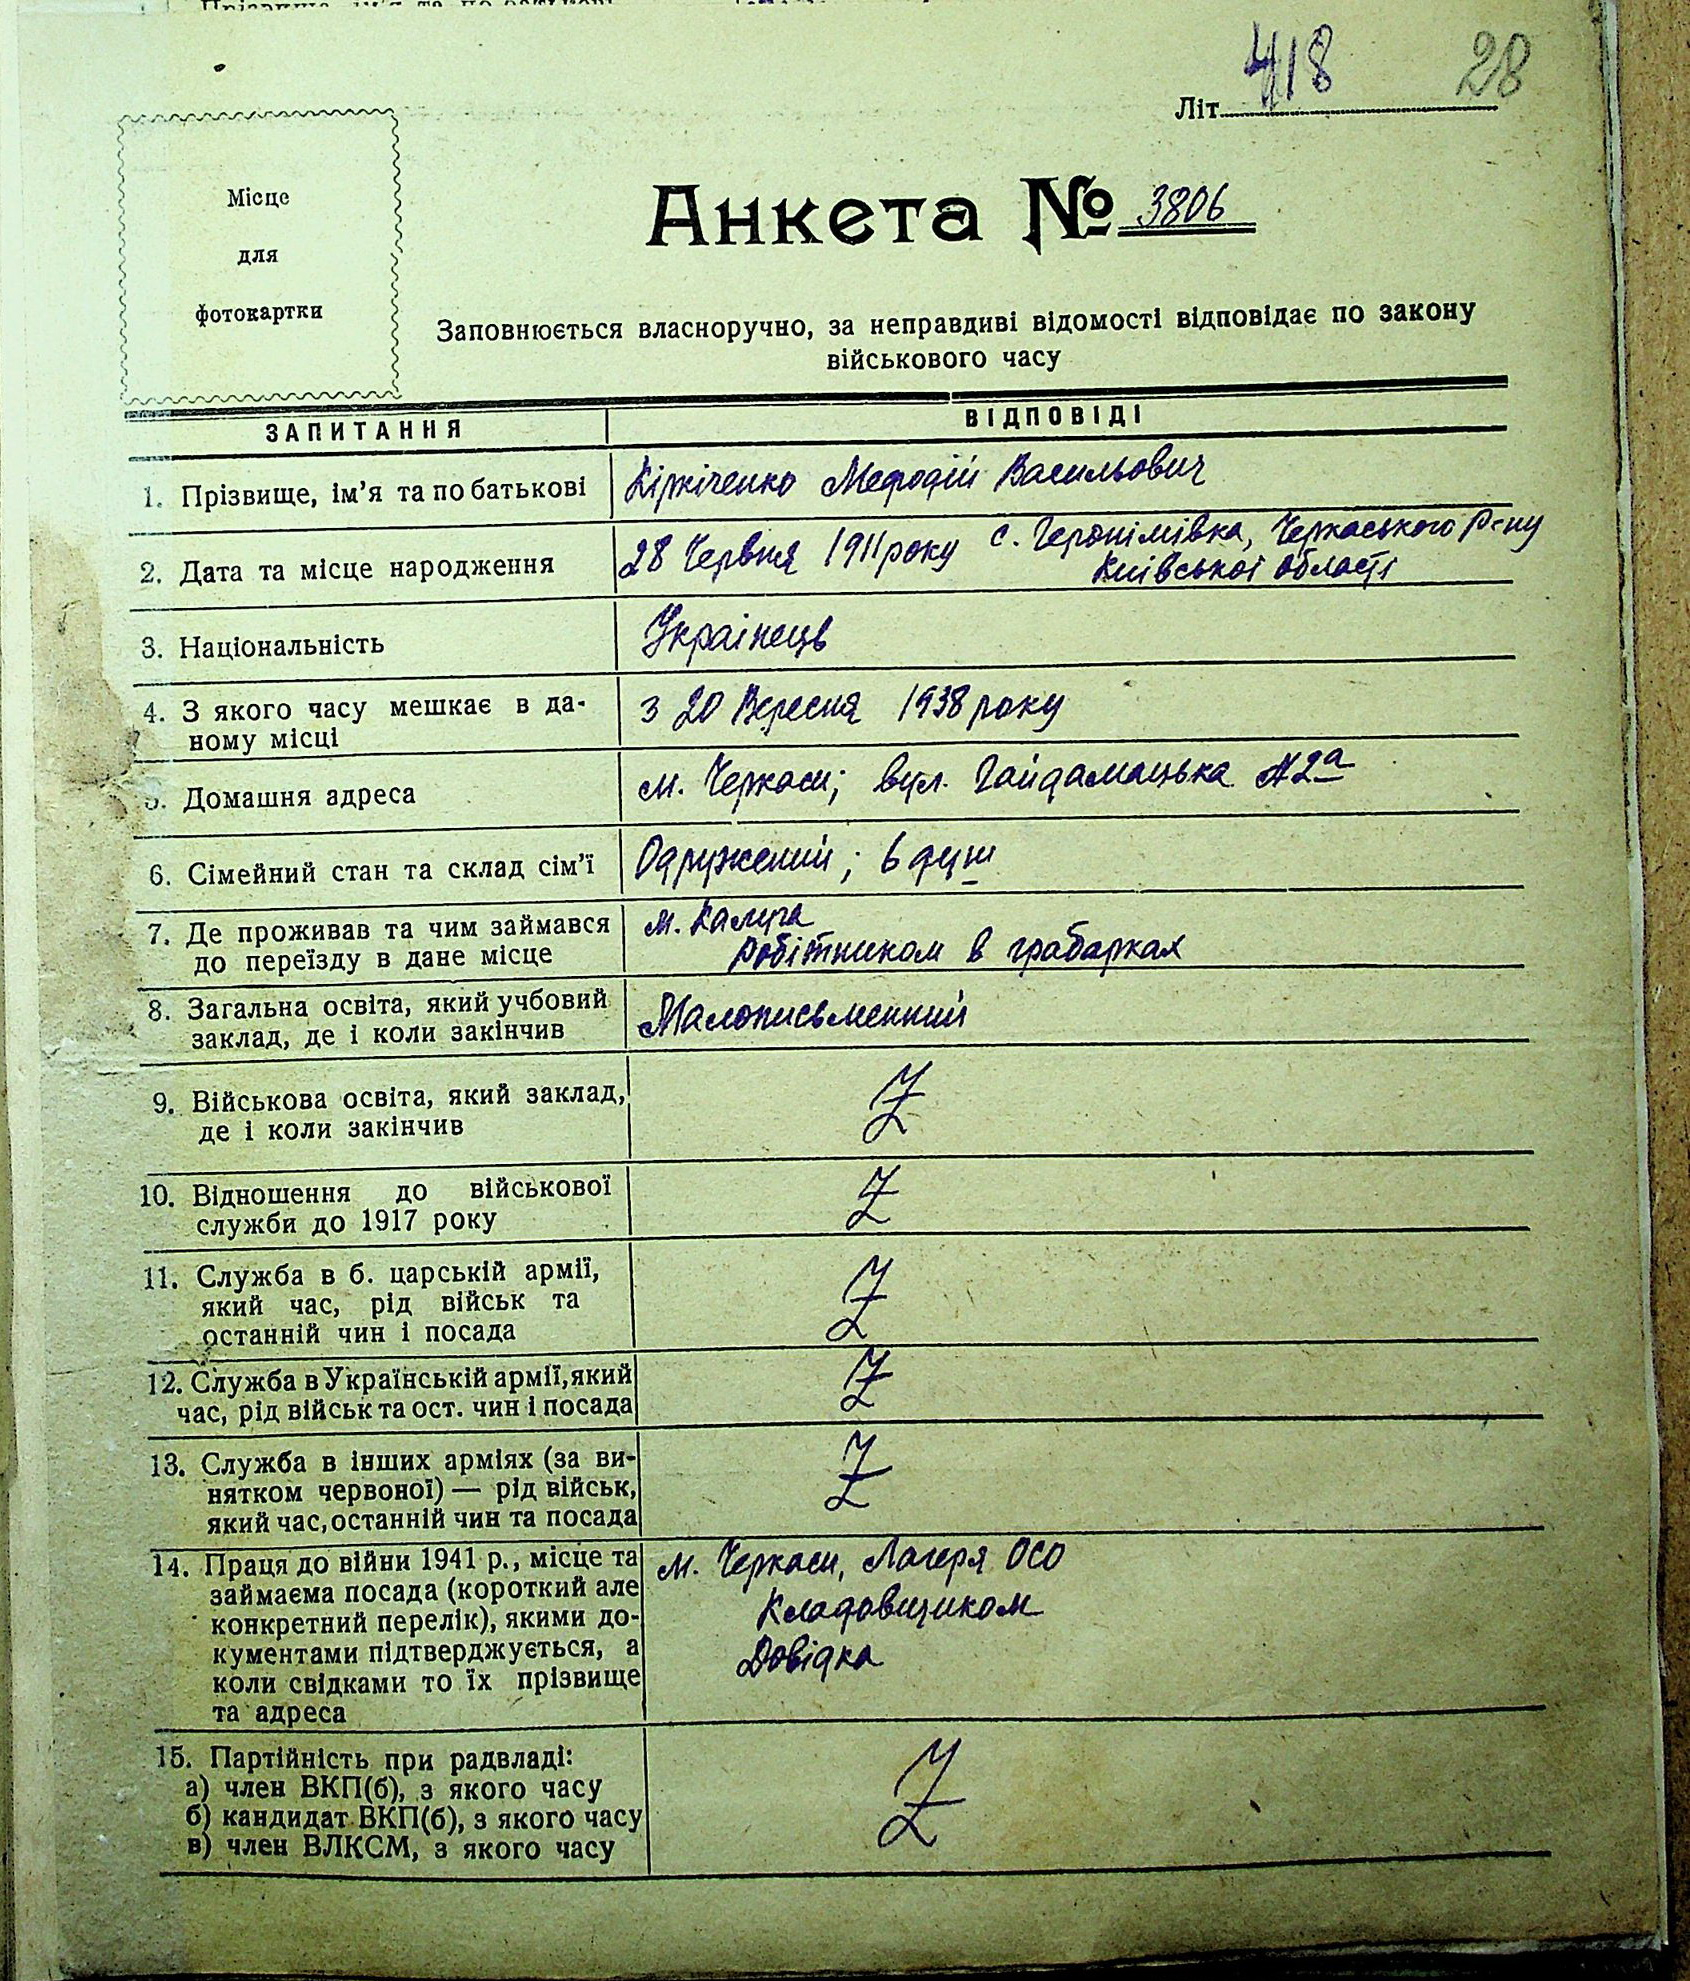 Літ. 418 28
Місце
для
фотокартки
Анкета № 3806
Заповнюється власноручно, за неправдиві відомості відповідає по закону
військового часу
ЗАПИТАННЯ ВІДПОВІДІ
1. Прізвище, ім'я та по батькові Кіркіченко Мефодій Васильович
2. Дата та місце народження 28 Червня 1911 року с. Геронімівка, Черкаського р-ну
Київської області
3. Національність Українець
4. З якого часу мешкає в да- з 20 Вересня 1938 року
ному місці
5. Домашня адреса м. Черкаси; вул. Гайдамацька №2а
6. Сімейний стан та склад сім'ї Одружений; 6 душ
7. Де проживав та чим займався м. Калуга
до переїзду в дане місце робітником в грабарках
8. Загальна освіта, який учбовий Малописьменний
заклад, де і коли закінчив
9. Військова освіта, який заклад, Z
де і коли закінчив
10. Відношення до військової Z
служби до 1917 року
11. Служба в б. царській армії, Z
який час, рід військ та
останній чин і посада
12. Служба в Українській армії, який Z
час, рід військ та ост. чин і посада
13. Служба в інших арміях (за ви- Z
нятком червоної) — рід військ,
який час, останній чин та посада
14. Праця до війни 1941 р., місце та м. Черкаси, Лагеря ОСО
займаєма посада (короткий але Кладовщиком
конкретний перелік), якими до-
кументами підтверджується, а Довідка
коли свідками то їх прізвище
та адреса
15. Партійність при радвладі: Z
а) член ВКП(б), з якого часу
б) кандидат ВКП(б), з якого часу
в) член ВЛКСМ, з якого часу